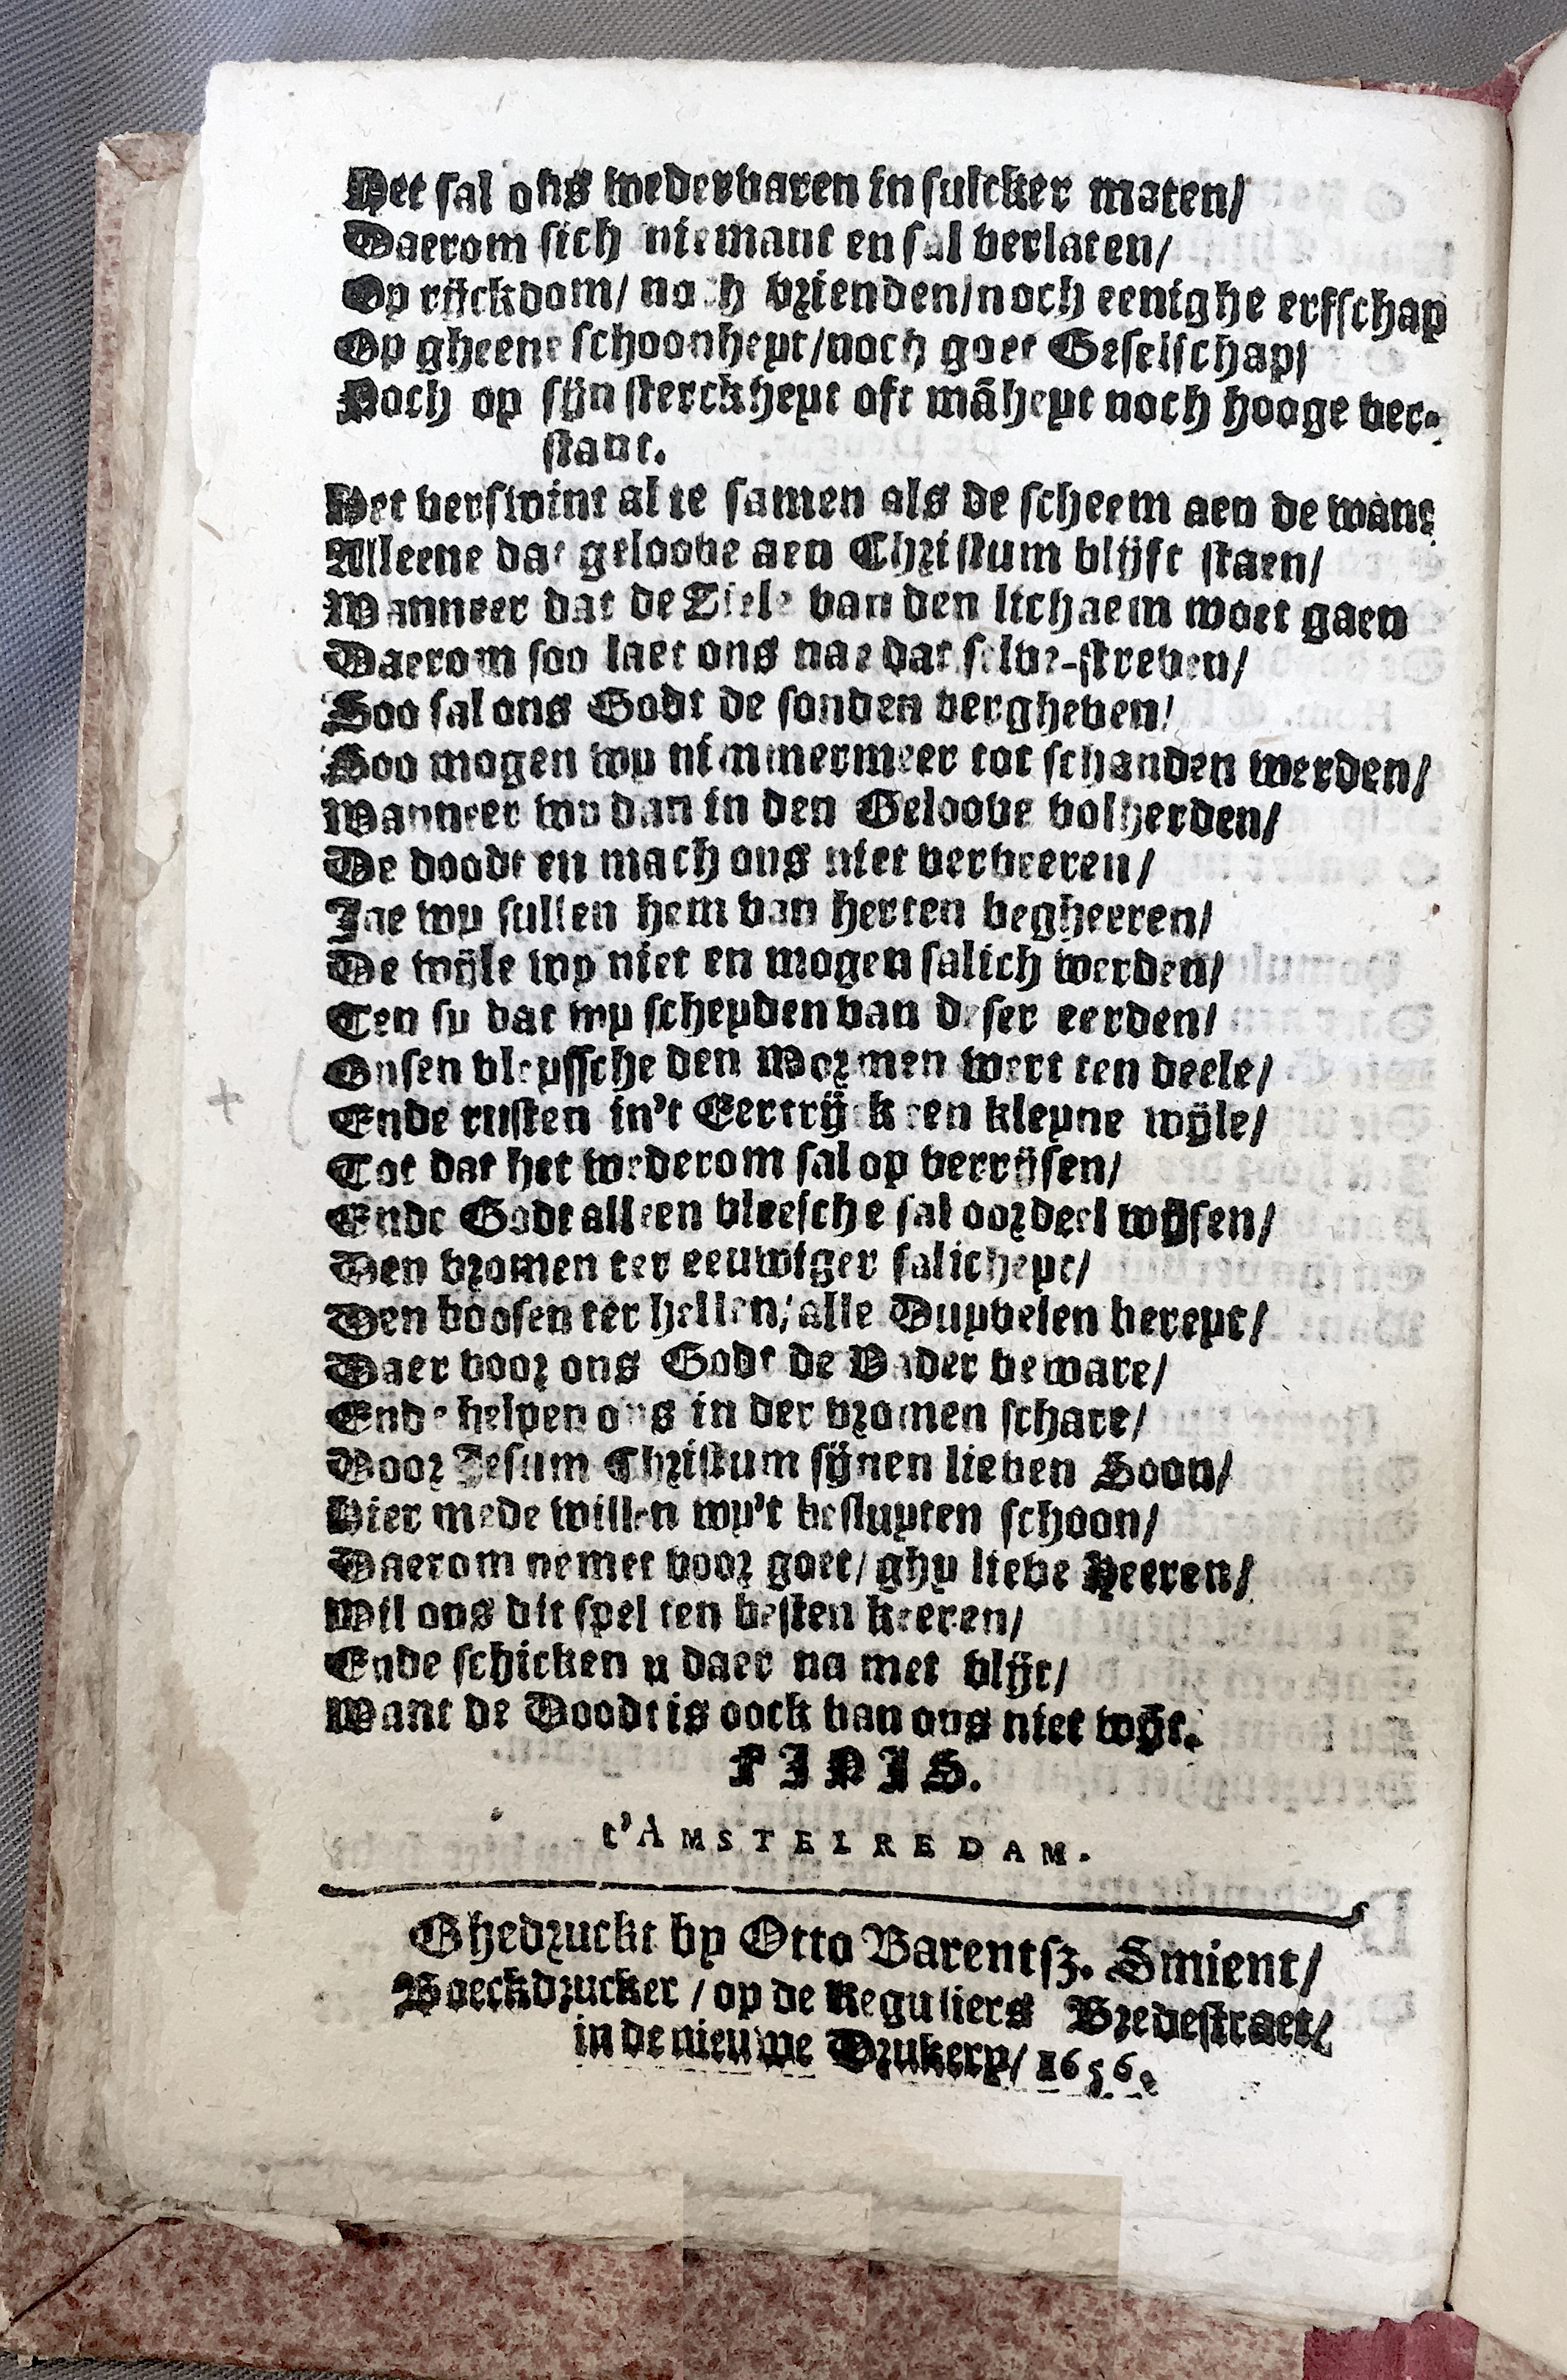 Het sal ons wedervaren in sulcker maten/
Daerom sich niemant en sal verlaten/
Op rijckdom/ noch vrienden/noch eenighe erfschap
Op gheene schoonheyt/noch goet Geselschap/
Noch op sijn sterckheyt oft mãheyt noch hooge ver-
stant.
Het verswint al te samen als de scheem aen de want
Alleene dat geloove aen Christum blijft staen/
Wanneer dat de Siele van den lichaem moet gaen
Daerom soo laet ons nae dat selve-streven/
Soo sal ons Godt de sonden vergheven/
Soo mogen wy nimmermeer tot schanden werden/
Wanneer wy dan in den Geloove volherden/
De doodt en mach ons niet verveeren/
Jae wy sullen hem van herten begheeren/
De wijle wy niet en mogen salich werden/
Ten sy dat wy scheyden van deser eerden/
Onsen vleyssche den Wormen wert ten deele/
Ende rusten in't Eertrijck een kleyne wijle/
Tot dat het wederom sal op verrijsen/
Ende Godt alleen vleesche sal oordeel wijsen/
Den vromen ter eeuwiger salicheyt/
Den boosen ter hellen/ alle Duyvelen bereyt/
Daer voor ons Godt de Vader beware/
Ende helpen ons in der vromen schare/
Door Jesum Christum sijnen lieven Soon/
Hier mede willen wy't besluyten schoon/
Daerom nemet voor goet/ ghy lieve Heeren/
Wil ons dit spel ten besten keeren/
Ende schicken u daer na met vlijt/
Want de Doodt is oock van ons niet wijt.
FINIS.
t'AMSTELREDAM.
Ghedruckt by Otto Barentsz. Smient/
Boeckdrucker / op de Reguliers Bredestraet/
in de nieuwe Drukery/ 1656.